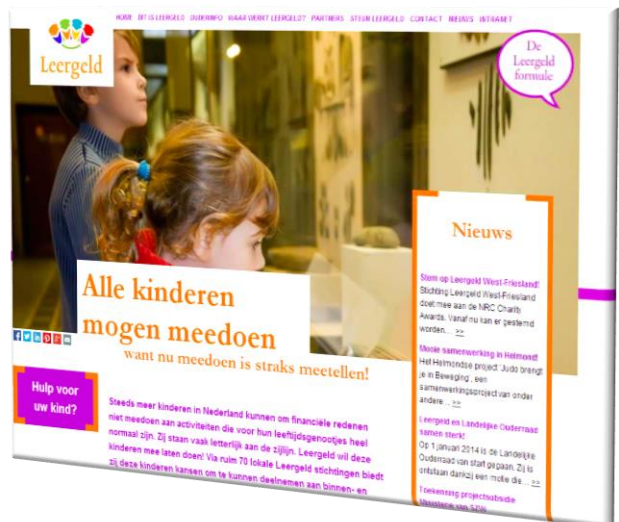 HOME DIT IS LEERGELD OUDERINFO WAAR WERKT LEERGELD? PARTNERS STEUN LEERGELD CONTACT NIEUWS INTRANET
Leergeld
De
Leergeld
formule
Alle kinderen
mogen meedoen
want nu meedoen is straks meetellen!
Hulp voor
uw kind?
Steeds meer kinderen in Nederland kunnen om financiële redenen
niet meedoen aan activiteiten die voor hun leeftijdsgenootjes heel
normaal zijn. Zij staan vaak letterlijk aan de zijlijn. Leergeld wil deze
kinderen mee laten doen! Via ruim 70 lokale Leergeld stichtingen biedt
zij deze kinderen kansen om te kunnen deelnemen aan binnen- en
Nieuws
Stem op Leergeld West-Friesland!
Stichting Leergeld West-Friesland
doet mee aan de NRC Charity
Awards. Vanaf nu kan er gestemd
worden... >>
Mooie samenwerking in Helmond!
Het Helmondse project 'Judo brengt
je in Beweging', een
samenwerkingsproject van onder
andere... >>
Leergeld en Landelijke Ouderraad
samen sterk!
Op 1 januari 2014 is de Landelijke
Ouderraad van start gegaan. Zij is
ontstaan dankzij een motie die... >>
Toekenning projectsubsidie
Ministerie van SZW